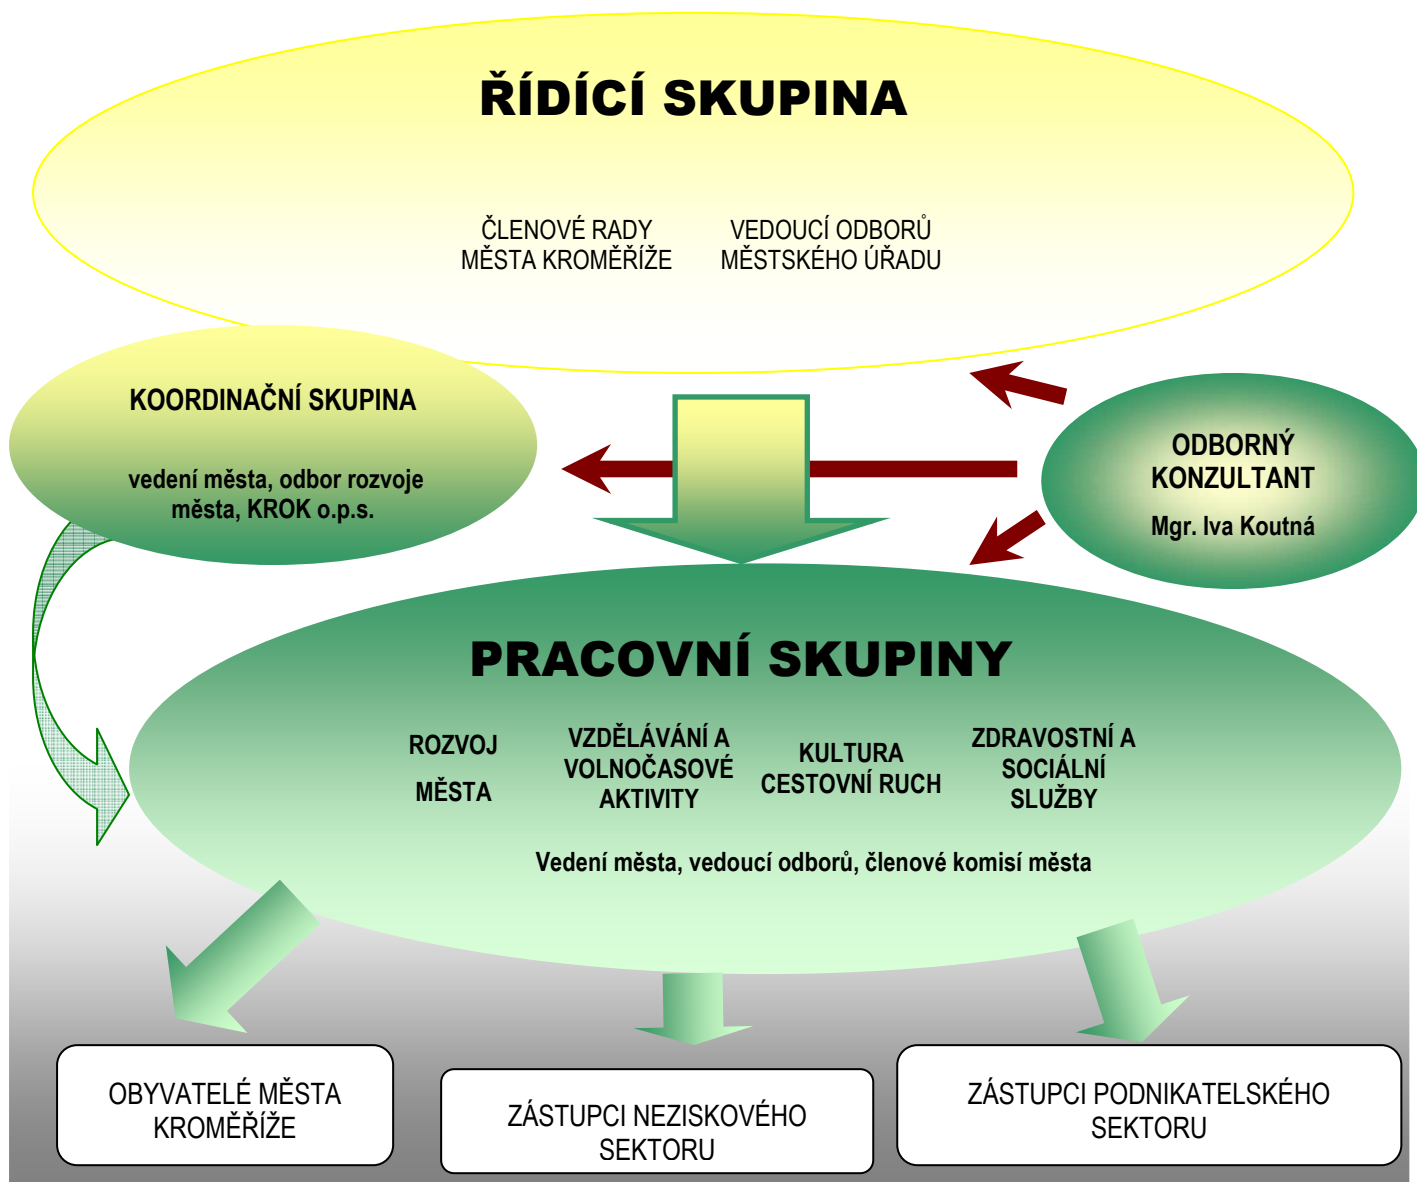 ŘÍDÍCÍ SKUPINA
ČLENOVÉ RADY
MĚSTA KROMĚŘÍŽE
VEDOUCÍ ODBORŮ
MĚSTSKÉHO ÚŘADU
KOORDINAČNÍ SKUPINA
vedení města, odbor rozvoje
města, KROK o.p.s.
ODBORNÝ
KONZULTANT
Mgr. Iva Koutná
PRACOVNÍ SKUPINY
ROZVOJ
MĚSTA
VZDĚLÁVÁNÍ A
VOLNOČASOVÉ
AKTIVITY
KULTURA
CESTOVNÍ RUCH
ZDRAVOSTNÍ A
SOCIÁLNÍ
SLUŽBY
Vedení města, vedoucí odborů, členové komisí města
OBYVATELÉ MĚSTA
KROMĚŘÍŽE
ZÁSTUPCI NEZISKOVÉHO
SEKTORU
ZÁSTUPCI PODNIKATELSKÉHO
SEKTORU